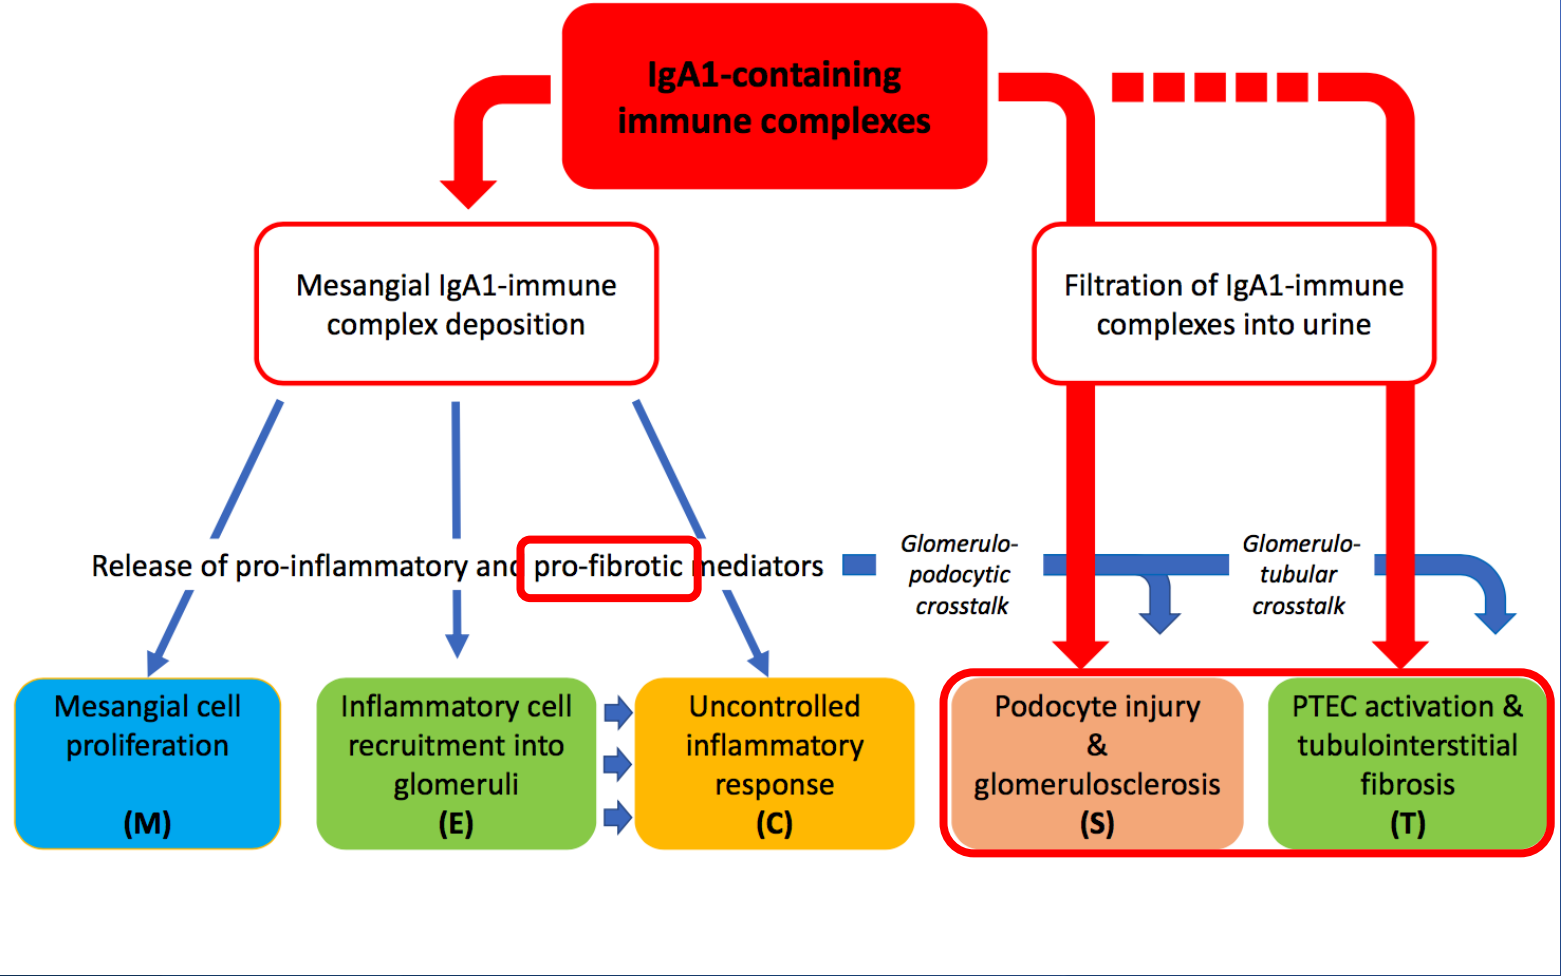 IgA1-containing
immune complexes
Mesangial IgA1-immune
complex deposition
Filtration of IgA1-immune
complexes into urine
Release of pro-inflammatory and pro-fibrotic mediators
Glomerulo-
podocytic
crosstalk
Glomerulo-
tubular
crosstalk
Mesangial cell
proliferation
(M)
Inflammatory cell
recruitment into
glomeruli
(E)
Uncontrolled
inflammatory
response
(C)
Podocyte injury
&
glomerulosclerosis
(S)
PTEC activation &
tubulointerstitial
fibrosis
(T)